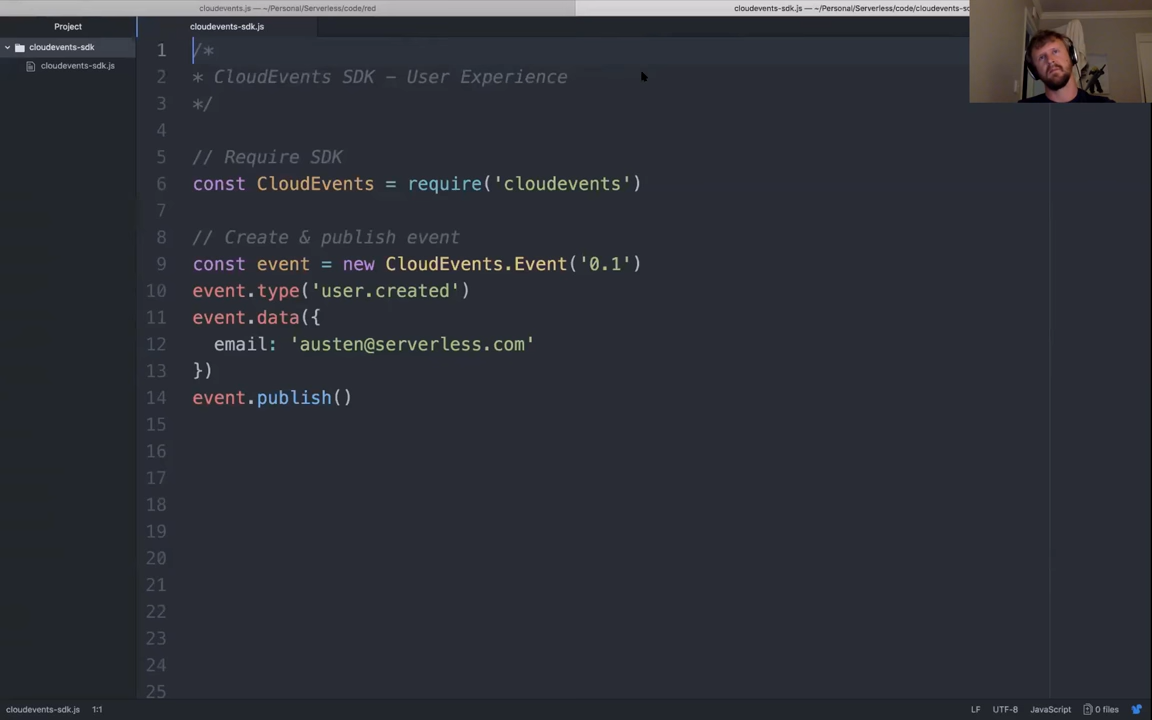 cloudevents.js — ~/Personal/Serverless/code/red
cloudevents-sdk.js — ~/Personal/Serverless/code/cloudevents-sd
Project
cloudevents-sdk.js
cloudevents-sdk
cloudevents-sdk.js
1 /*
2 * CloudEvents SDK – User Experience
3 */
4
5 // Require SDK
6 const CloudEvents = require('cloudevents')
7
8 // Create & publish event
9 const event = new CloudEvents.Event('0.1')
10 event.type('user.created')
11 event.data({
12 email: 'austen@serverless.com'
13 })
14 event.publish()
15
16
17
18
19
20
21
22
23
24
25
cloudevents-sdk.js 1:1 LF UTF-8 JavaScript 0 files